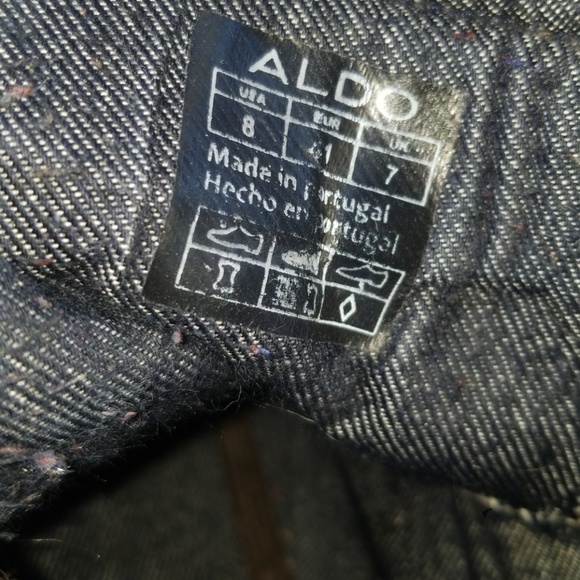 ALDO
USA EUR UK
8 41 7
Made in Portugal
Hecho en Portugal